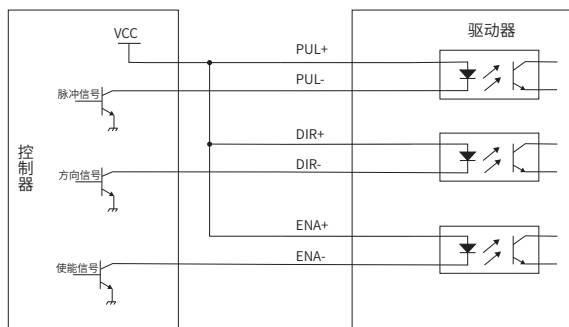 驱动器
VCC
PUL+
PUL-
脉冲信号
DIR+
DIR-
控制器
方向信号
ENA+
ENA-
使能信号